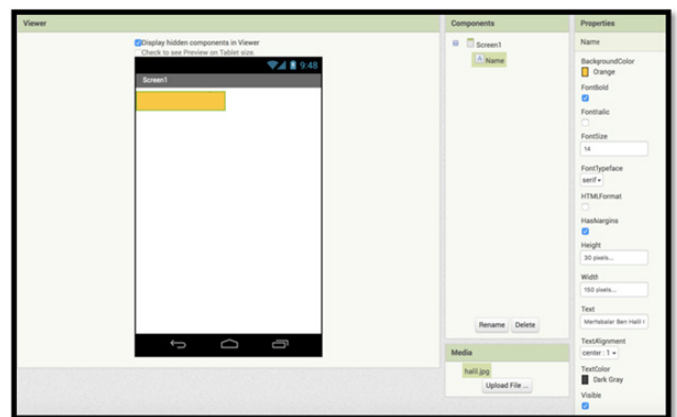 Viewer
Display hidden components in Viewer
Check to see Preview on Tablet size.
9:48
Screen1
Components
Screen1
A Name
Rename Delete
Media
halil.jpg
Upload File ...
Properties
Name
BackgroundColor
Orange
FontBold
FontItalic
FontSize
14
FontTypeface
serif
HTMLFormat
HasMargins
Height
30 pixels...
Width
150 pixels...
Text
Ben Halil
TextAlignment
center : 1
TextColor
Dark Gray
Visible